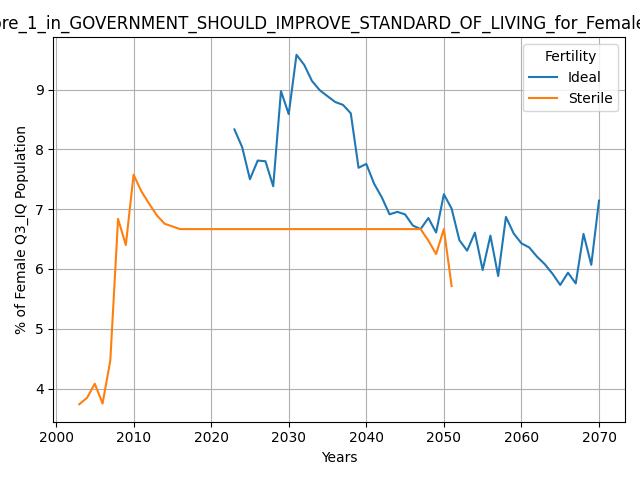 ore_1_in_GOVERNMENT_SHOULD_IMPROVE_STANDARD_OF_LIVING_for_Female
Fertility
Ideal
Sterile
% of Female Q3_IQ Population
9
8
7
6
5
4
2000 2010 2020 2030 2040 2050 2060 2070
Years